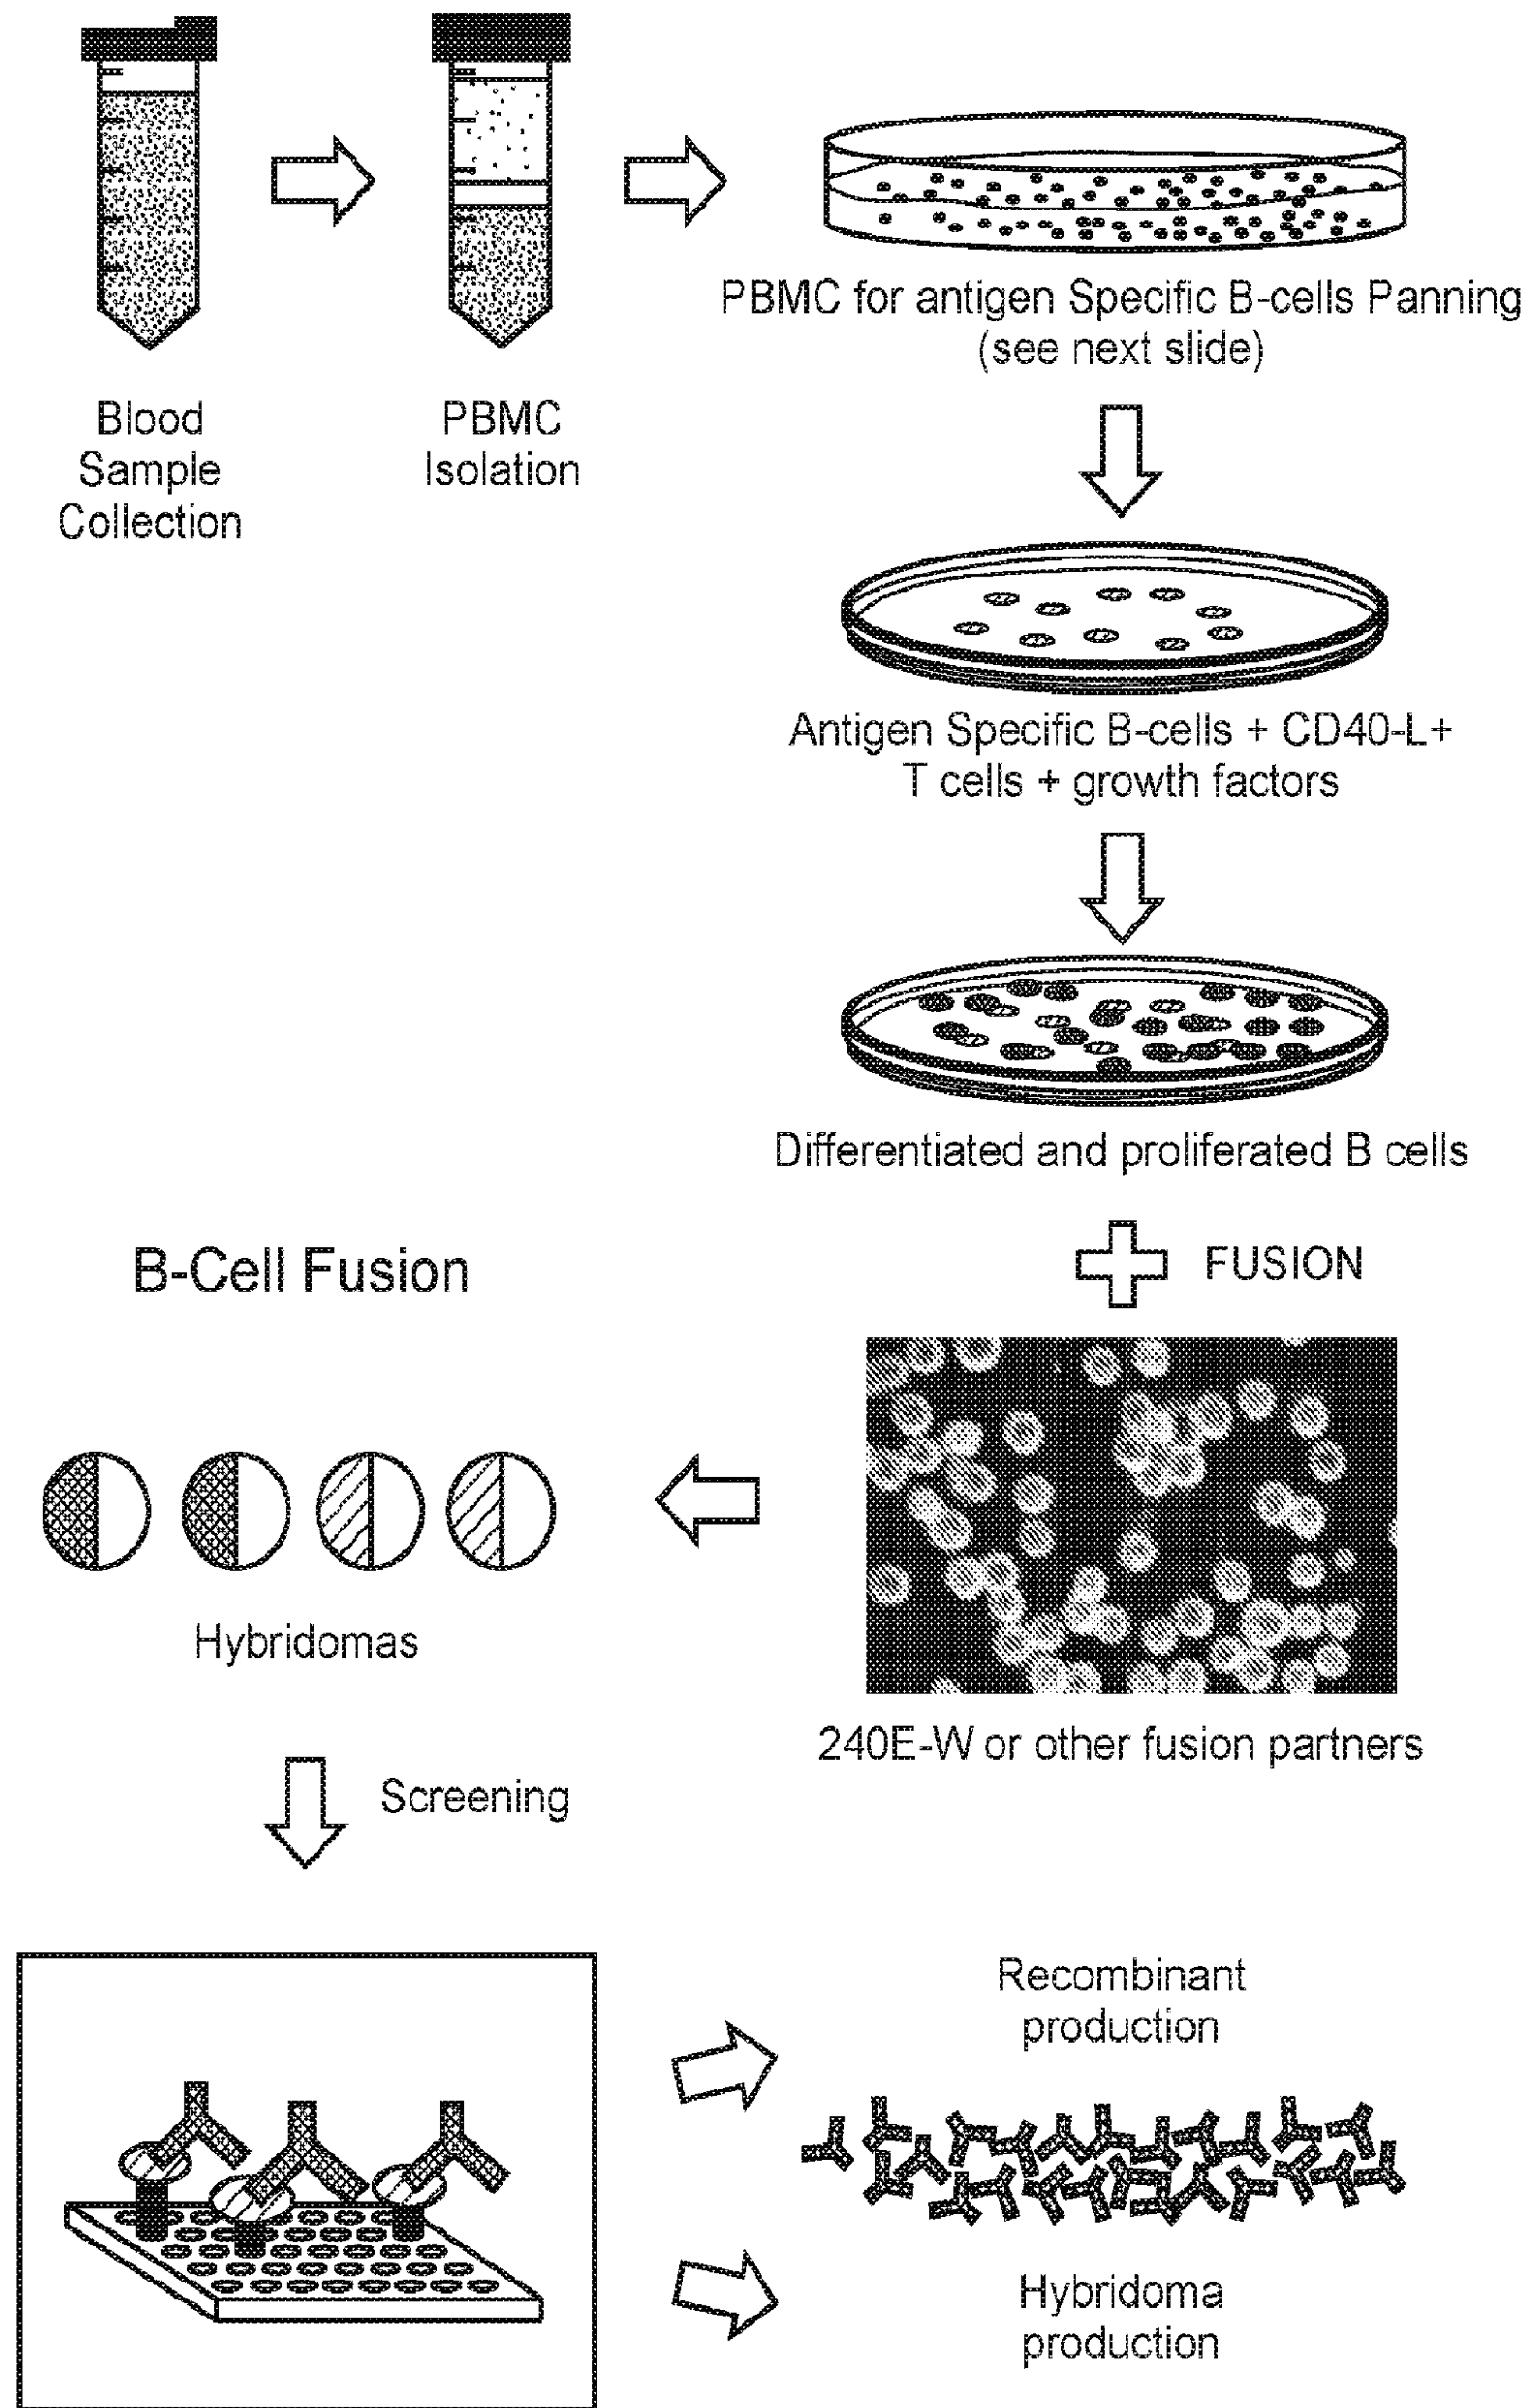 Blood
Sample
Collection
PBMC
Isolation
PBMC for antigen Specific B-cells Panning
(see next slide)
Antigen Specific B-cells + CD40-L+
T cells + growth factors
Differentiated and proliferated B cells
FUSION
B-Cell Fusion
240E-W or other fusion partners
Hybridomas
Screening
Recombinant
production
Hybridoma
production